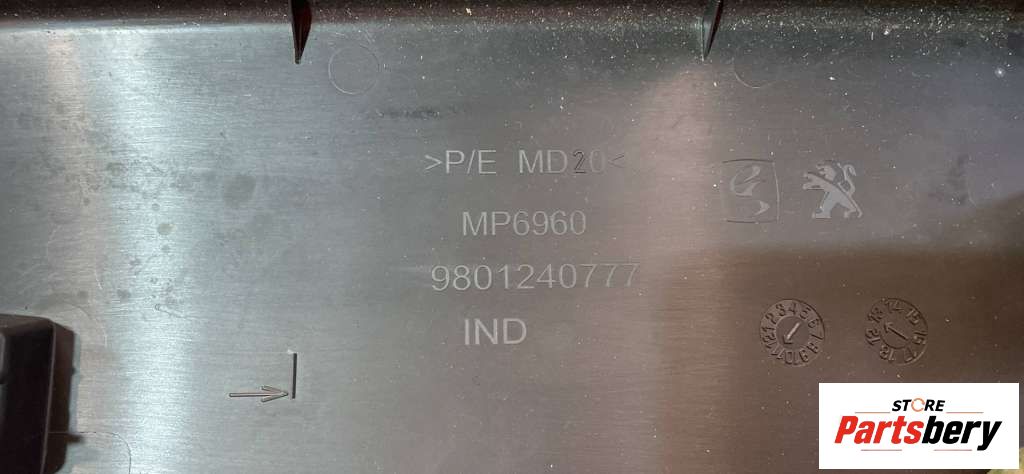 >P/E MD20<
MP6960
9801240777
IND
STORE
Partsbery